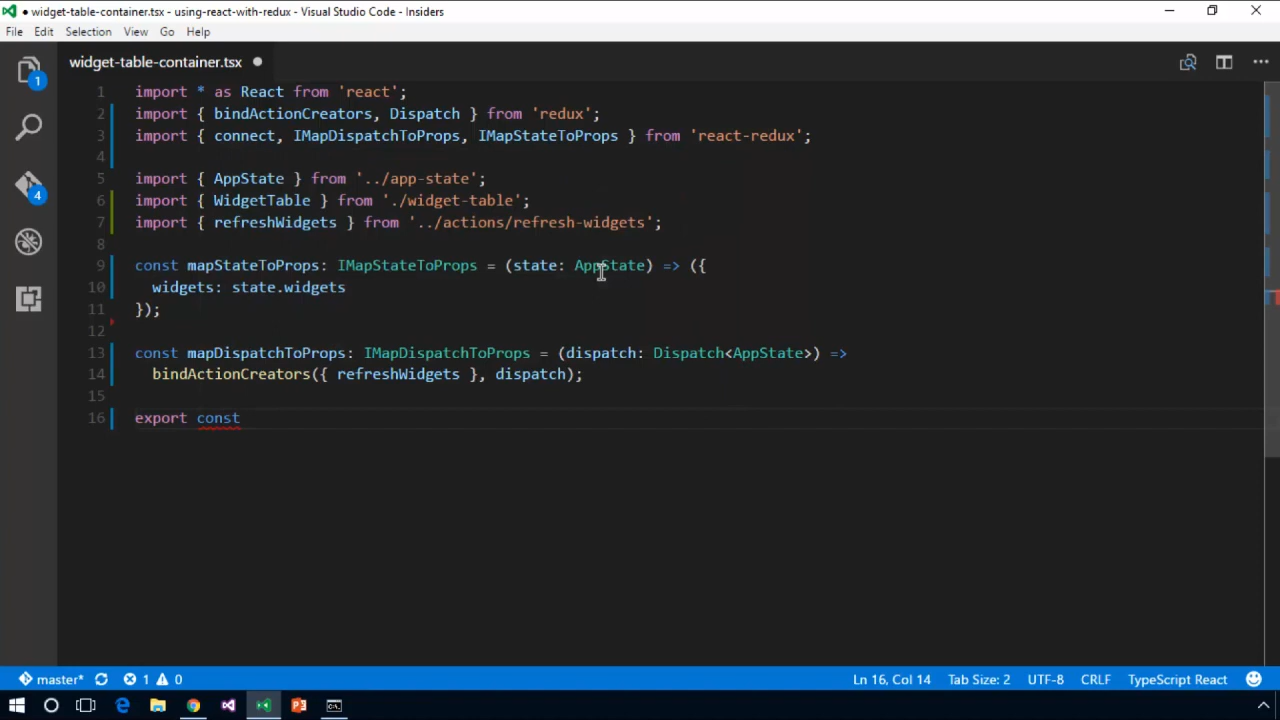 ● widget-table-container.tsx - using-react-with-redux - Visual Studio Code - Insiders
File Edit Selection View Go Help
widget-table-container.tsx
1 import * as React from 'react';
2 import { bindActionCreators, Dispatch } from 'redux';
3 import { connect, IMapDispatchToProps, IMapStateToProps } from 'react-redux';
4
5 import { AppState } from '../app-state';
6 import { WidgetTable } from './widget-table';
7 import { refreshWidgets } from '../actions/refresh-widgets';
8
9 const mapStateToProps: IMapStateToProps = (state: AppState) => ({
10   widgets: state.widgets
11 });
12
13 const mapDispatchToProps: IMapDispatchToProps = (dispatch: Dispatch<AppState>) =>
14   bindActionCreators({ refreshWidgets }, dispatch);
15
16 export const
1
4
master* 1 0 Ln 16, Col 14 Tab Size: 2 UTF-8 CRLF TypeScript React